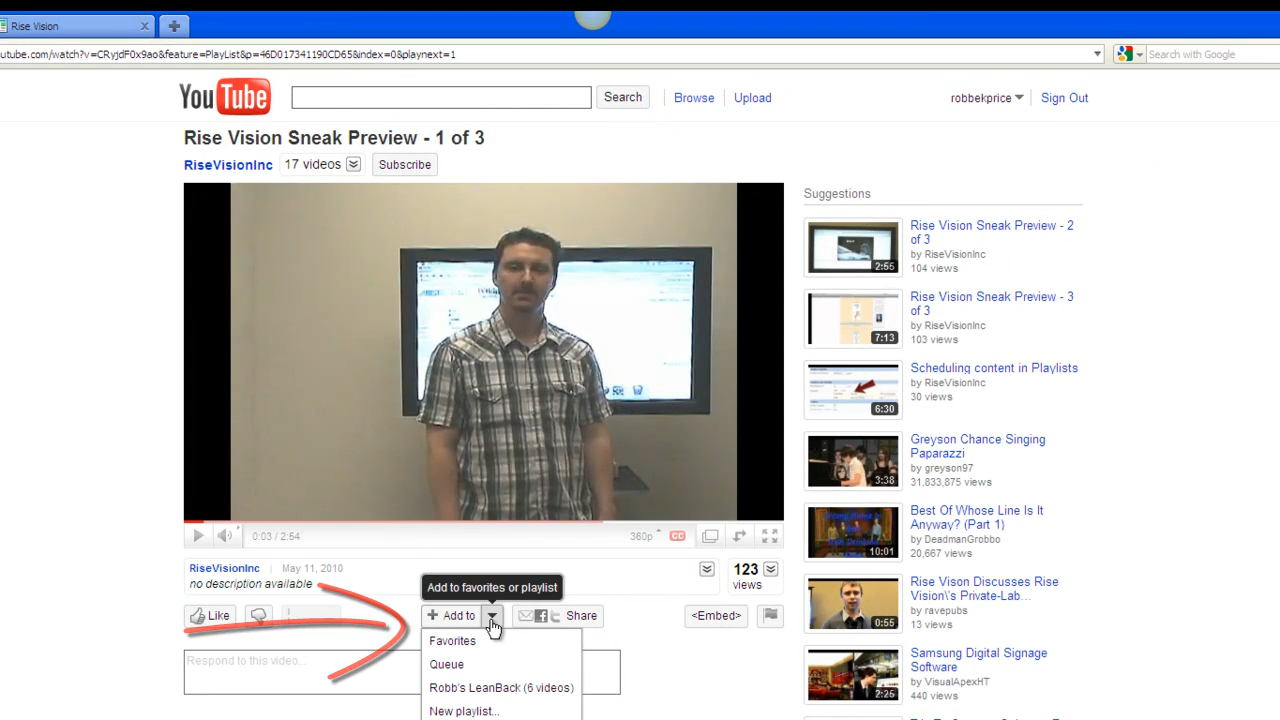 Rise Vision
utube.com/watch?v=CRyjdF0x9ao&feature=PlayList&p=46D017341190CD65&index=0&playnext=1
Search with Google
YouTube
Search
Browse
Upload
robbekprice
Sign Out
Rise Vision Sneak Preview - 1 of 3
RiseVisionInc
17 videos
Subscribe
0:03 / 2:54
360p
CC
RiseVisionInc
May 11, 2010
no description available
123
views
Add to favorites or playlist
Like
+ Add to
Share
<Embed>
Respond to this video...
Favorites
Queue
Robb's LeanBack (6 videos)
New playlist...
Suggestions
2:55
Rise Vision Sneak Preview - 2
of 3
by RiseVisionInc
104 views
7:13
Rise Vision Sneak Preview - 3
of 3
by RiseVisionInc
103 views
6:30
Scheduling content in Playlists
by RiseVisionInc
30 views
3:38
Greyson Chance Singing
Paparazzi
by greyson97
31,833,875 views
10:01
Best Of Whose Line Is It
Anyway? (Part 1)
by DeadmanGrobbo
20,667 views
0:55
Rise Vison Discusses Rise
Vision\'s Private-Lab...
by ravepubs
13 views
2:25
Samsung Digital Signage
Software
by VisualApexHT
440 views